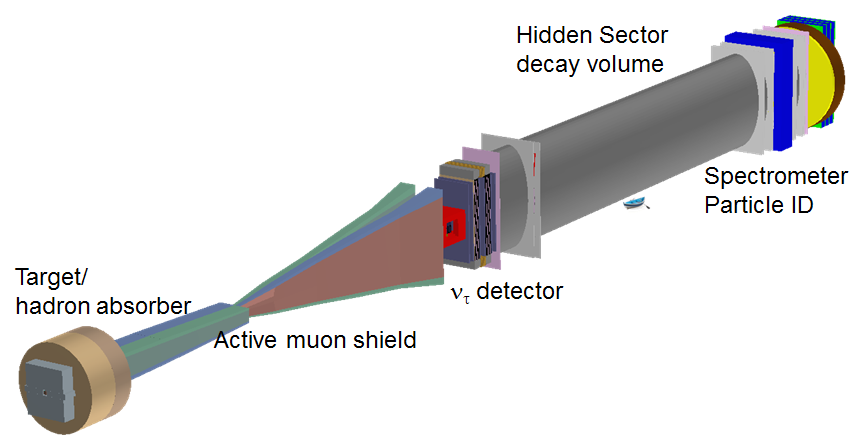 Hidden Sector
decay volume
Spectrometer
Particle ID
ντ detector
Target/
hadron absorber
Active muon shield